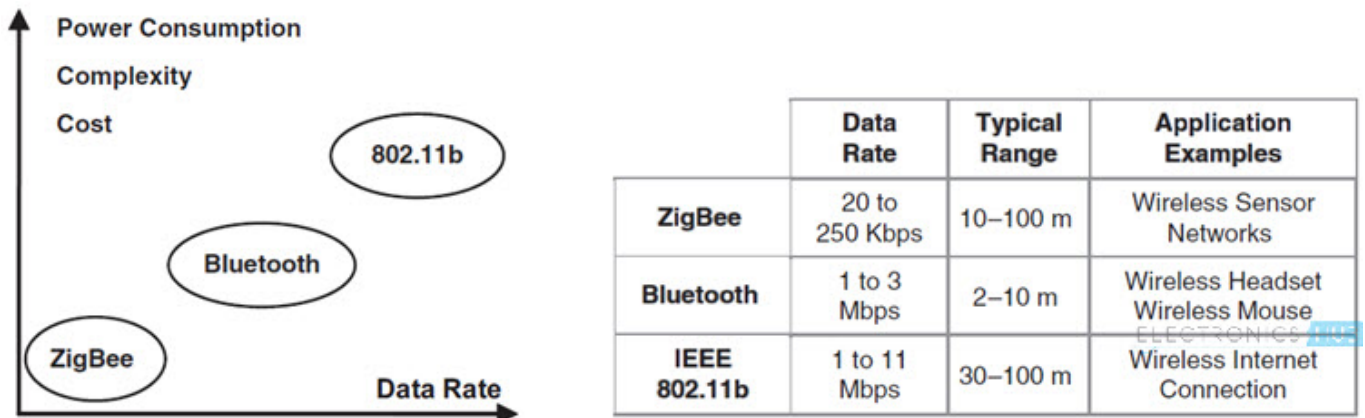 Power Consumption
Complexity
Cost
802.11b
Bluetooth
ZigBee
Data Rate
Data Rate
Typical Range
Application Examples
ZigBee
20 to
250 Kbps
10–100 m
Wireless Sensor
Networks
Bluetooth
1 to 3
Mbps
2–10 m
Wireless Headset
Wireless Mouse
ELECTRONICS HUB
IEEE
802.11b
1 to 11
Mbps
30–100 m
Wireless Internet
Connection